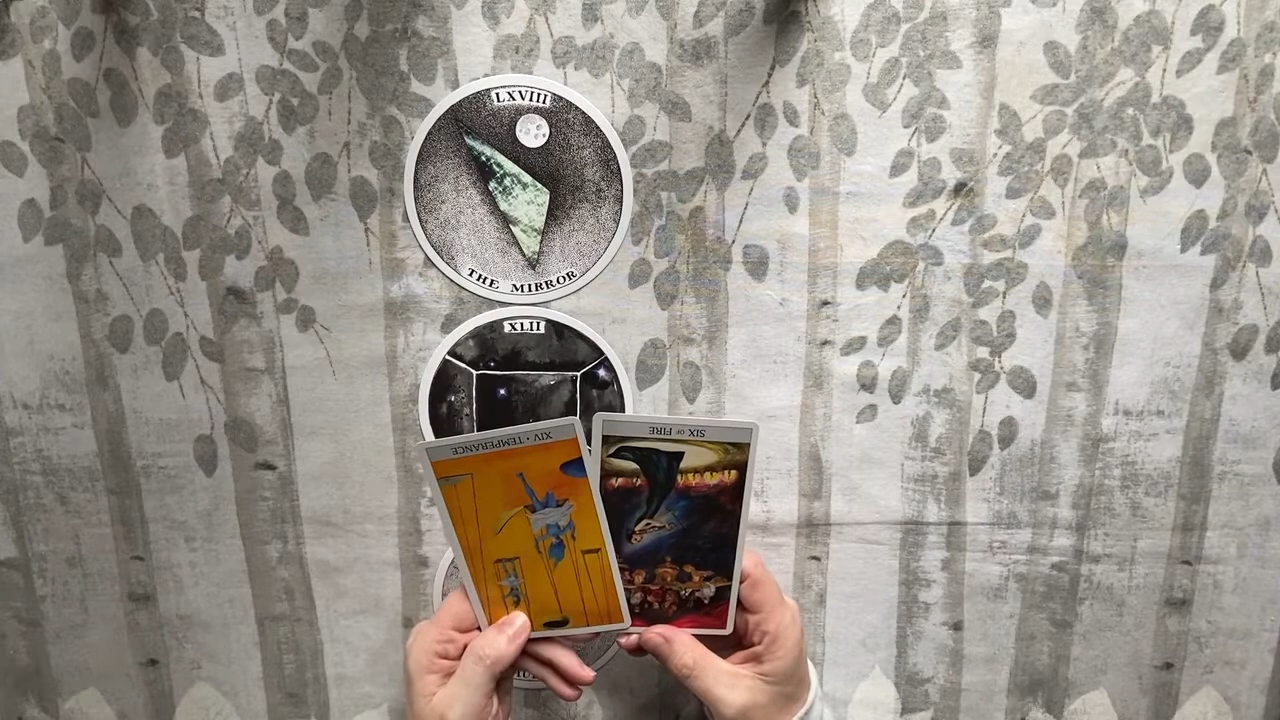 LXVIII
THE MIRROR
XLII
XIV • TEMPERANCE
SIX OF FIRE